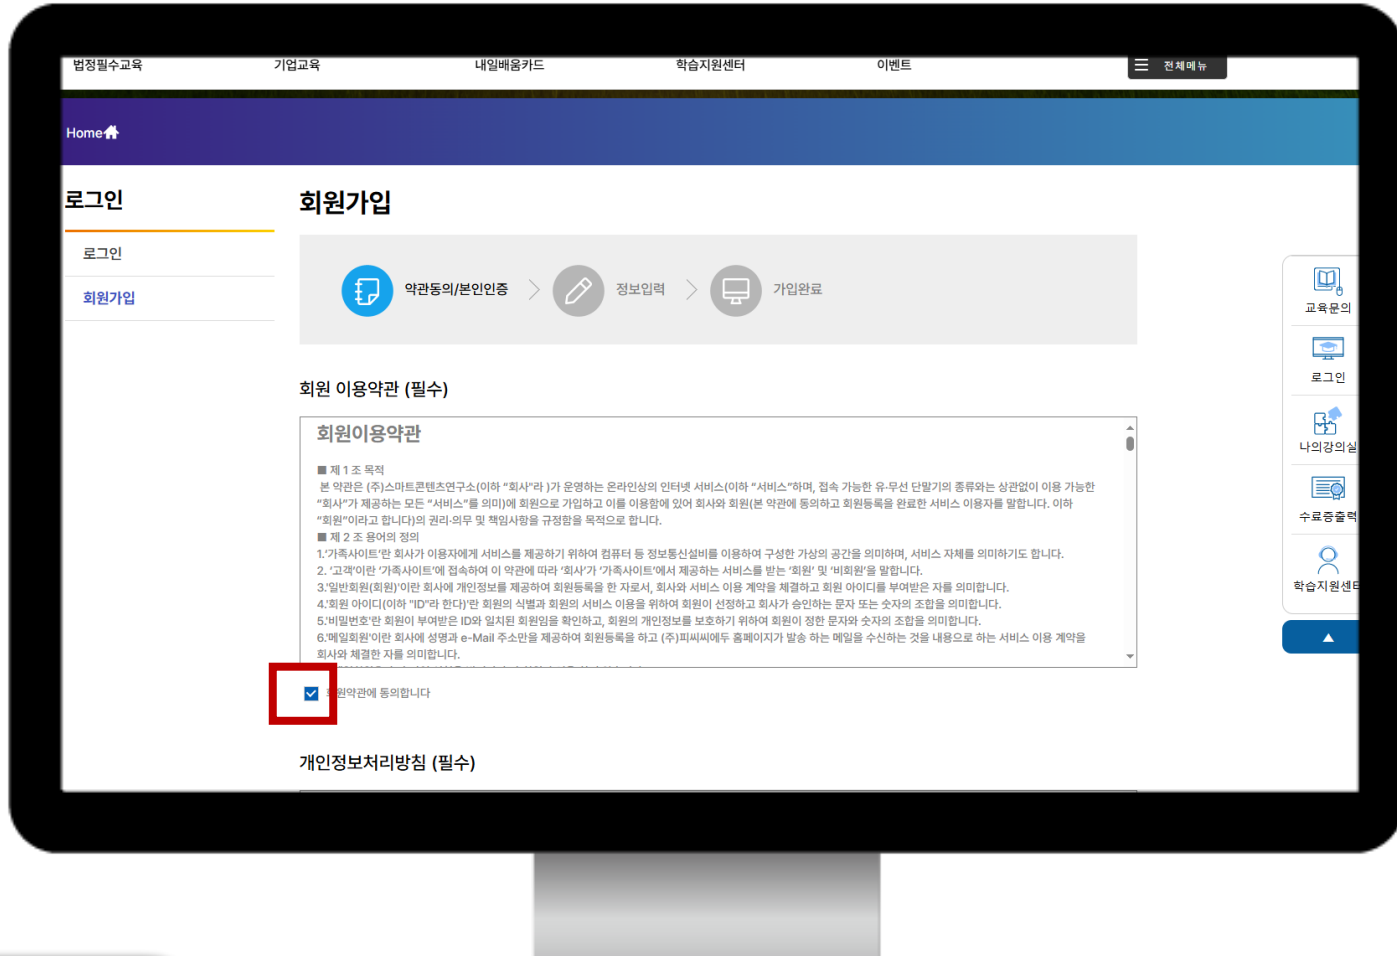 법정필수교육
기업교육
내일배움카드
학습지원센터
이벤트
전체메뉴
Home
로그인
로그인
회원가입
회원가입
약관동의/본인인증
정보입력
가입완료
회원 이용약관 (필수)
회원이용약관
■ 제 1 조 목적
본 약관은 (주)스마트콘텐츠연구소(이하 “회사"라 )가 운영하는 온라인상의 인터넷 서비스(이하 “서비스”하며, 접속 가능한 유·무선 단말기의 종류와는 상관없이 이용 가능한
“회사”가 제공하는 모든 “서비스”를 의미)에 회원으로 가입하고 이를 이용함에 있어 회사와 회원(본 약관에 동의하고 회원등록을 완료한 서비스 이용자를 말합니다. 이하
“회원”이라고 합니다)의 권리·의무 및 책임사항을 규정함을 목적으로 합니다.
■ 제 2 조 용어의 정의
1.‘가족사이트’란 회사가 이용자에게 서비스를 제공하기 위하여 컴퓨터 등 정보통신설비를 이용하여 구성한 가상의 공간을 의미하며, 서비스 자체를 의미하기도 합니다.
2. ‘고객’이란 ‘가족사이트’에 접속하여 이 약관에 따라 ‘회사’가 ‘가족사이트’에서 제공하는 서비스를 받는 ‘회원’ 및 ‘비회원’을 말합니다.
3.'일반회원(회원)'이란 회사에 개인정보를 제공하여 회원등록을 한 자로서, 회사와 서비스 이용 계약을 체결하고 회원 아이디를 부여받은 자를 의미합니다.
4.'회원 아이디(이하 "ID"라 한다)'란 회원의 식별과 회원의 서비스 이용을 위하여 회원이 선정하고 회사가 승인하는 문자 또는 숫자의 조합을 의미합니다.
5.'비밀번호'란 회원이 부여받은 ID와 일치된 회원임을 확인하고, 회원의 개인정보를 보호하기 위하여 회원이 정한 문자와 숫자의 조합을 의미합니다.
6.'메일회원'이란 회사에 성명과 e-Mail 주소만을 제공하여 회원등록을 하고 (주)피씨씨에두 홈페이지가 발송 하는 메일을 수신하는 것을 내용으로 하는 서비스 이용 계약을
회사와 체결한 자를 의미합니다.
회원약관에 동의합니다
개인정보처리방침 (필수)
교육문의
로그인
나의강의실
수료증출력
학습지원센터